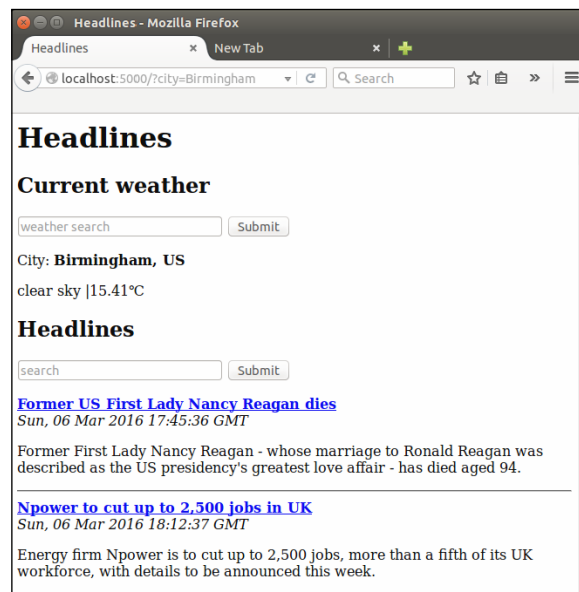 Headlines - Mozilla Firefox
Headlines
New Tab
localhost:5000/?city=Birmingham
Search
Headlines
Current weather
weather search Submit
City: Birmingham, US
clear sky |15.41℃
Headlines
search Submit
Former US First Lady Nancy Reagan dies
Sun, 06 Mar 2016 17:45:36 GMT
Former First Lady Nancy Reagan - whose marriage to Ronald Reagan was
described as the US presidency's greatest love affair - has died aged 94.
Npower to cut up to 2,500 jobs in UK
Sun, 06 Mar 2016 18:12:37 GMT
Energy firm Npower is to cut up to 2,500 jobs, more than a fifth of its UK
workforce, with details to be announced this week.